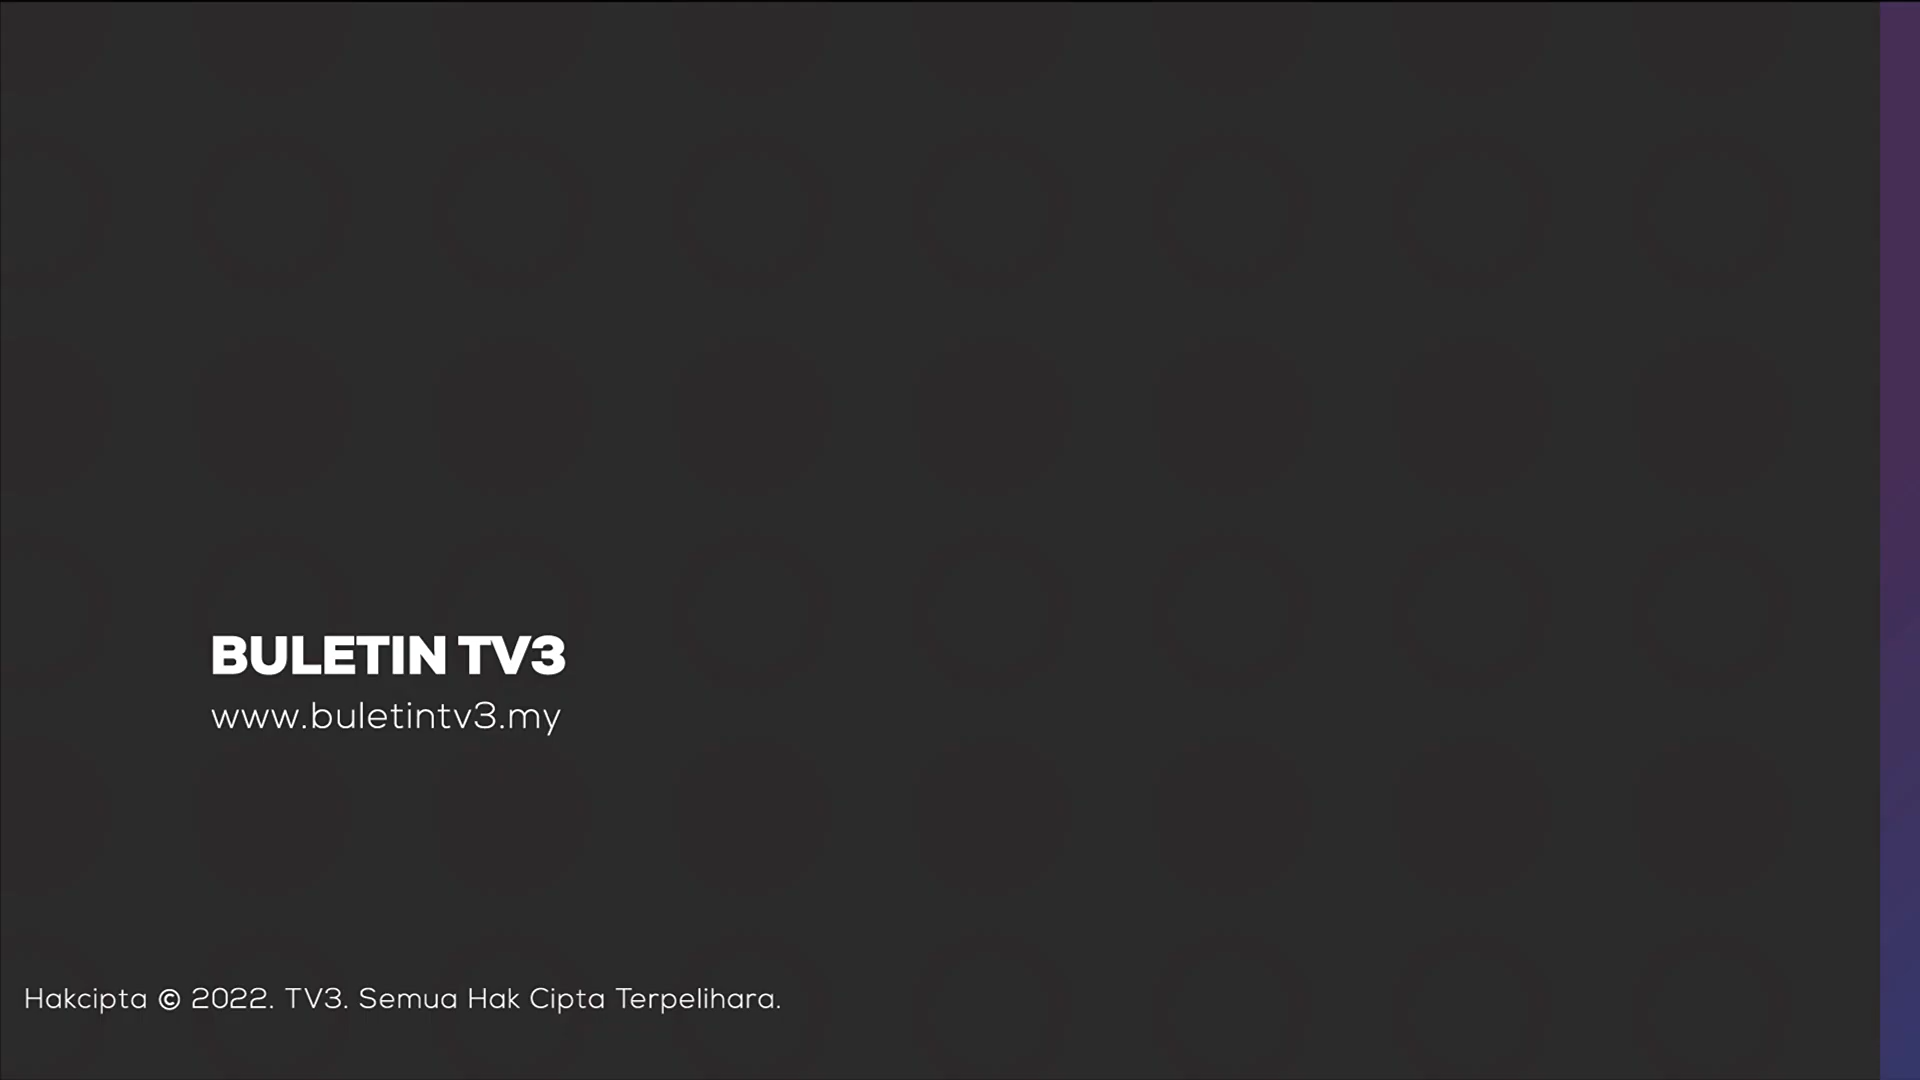 BULETIN TV3
www.buletintv3.my
Hakcipta © 2022. TV3. Semua Hak Cipta Terpelihara.